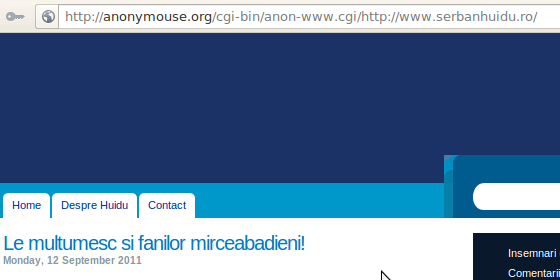 http://anonymouse.org/cgi-bin/anon-www.cgi/http://www.serbanhuidu.ro/
Home Despre Huidu Contact
Le multumesc si fanilor mirceabadieni!
Monday, 12 September 2011
Insemnari
Comentarii